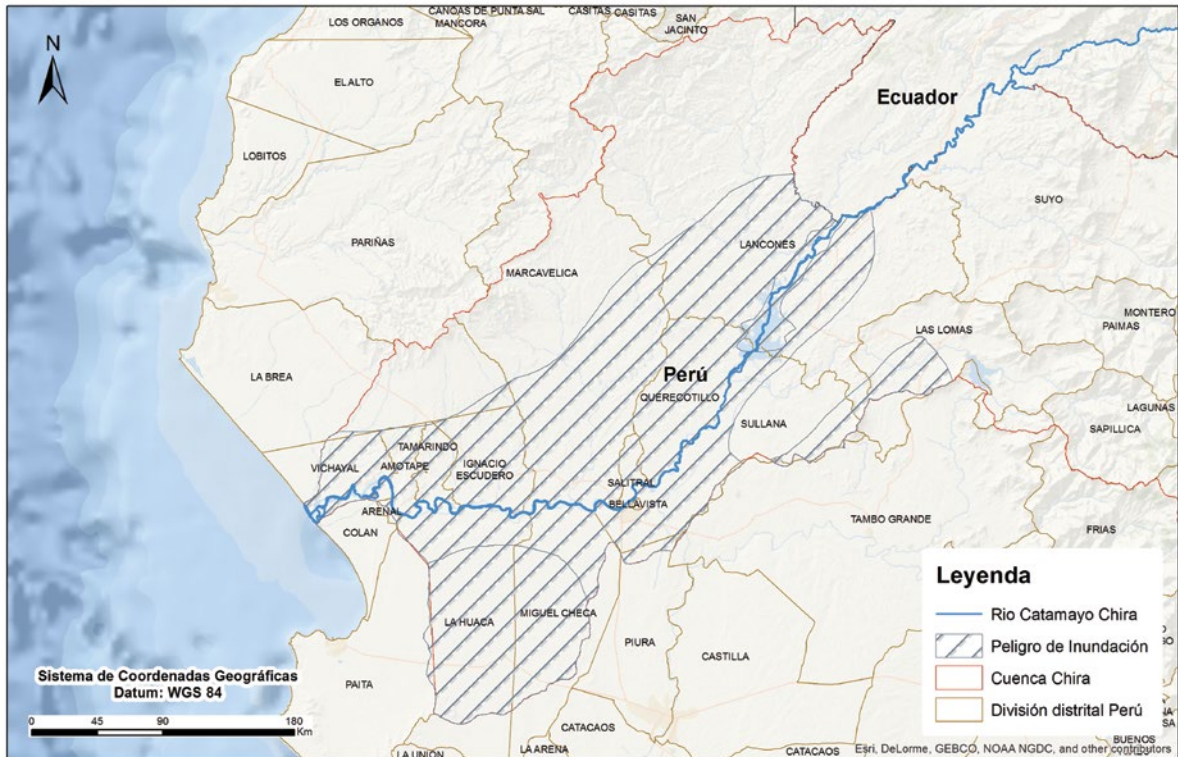 CANOAS DE PUNTA SAL
CASITAS CASITAS
LOS ORGANOS
MANCORA
SAN
JACINTO
N
EL ALTO
Ecuador
LOBITOS
SUYO
PARIÑAS
LANCONES
MARCAVELICA
MONTERO
PAIMAS
LAS LOMAS
LA BREA
Perú
QUERECOTILLO
LAGUNAS
SAPILLICA
SULLANA
TAMARINDO
VICHAYAL
AMOTAPE
IGNACIO
ESCUDERO
SALITRAL
BELLAVISTA
ARENAL
COLAN
TAMBO GRANDE
FRIAS
LA HUACA
MIGUEL CHECA
PIURA
CASTILLA
PAITA
CATACAOS
LA UNION
LA ARENA
CATACAOS
BUENOS
Leyenda
Rio Catamayo Chira
Peligro de Inundación
Cuenca Chira
División distrital Perú
Sistema de Coordenadas Geográficas
Datum: WGS 84
0 45 90 180
Km
Esri, DeLorme, GEBCO, NOAA NGDC, and other contributors